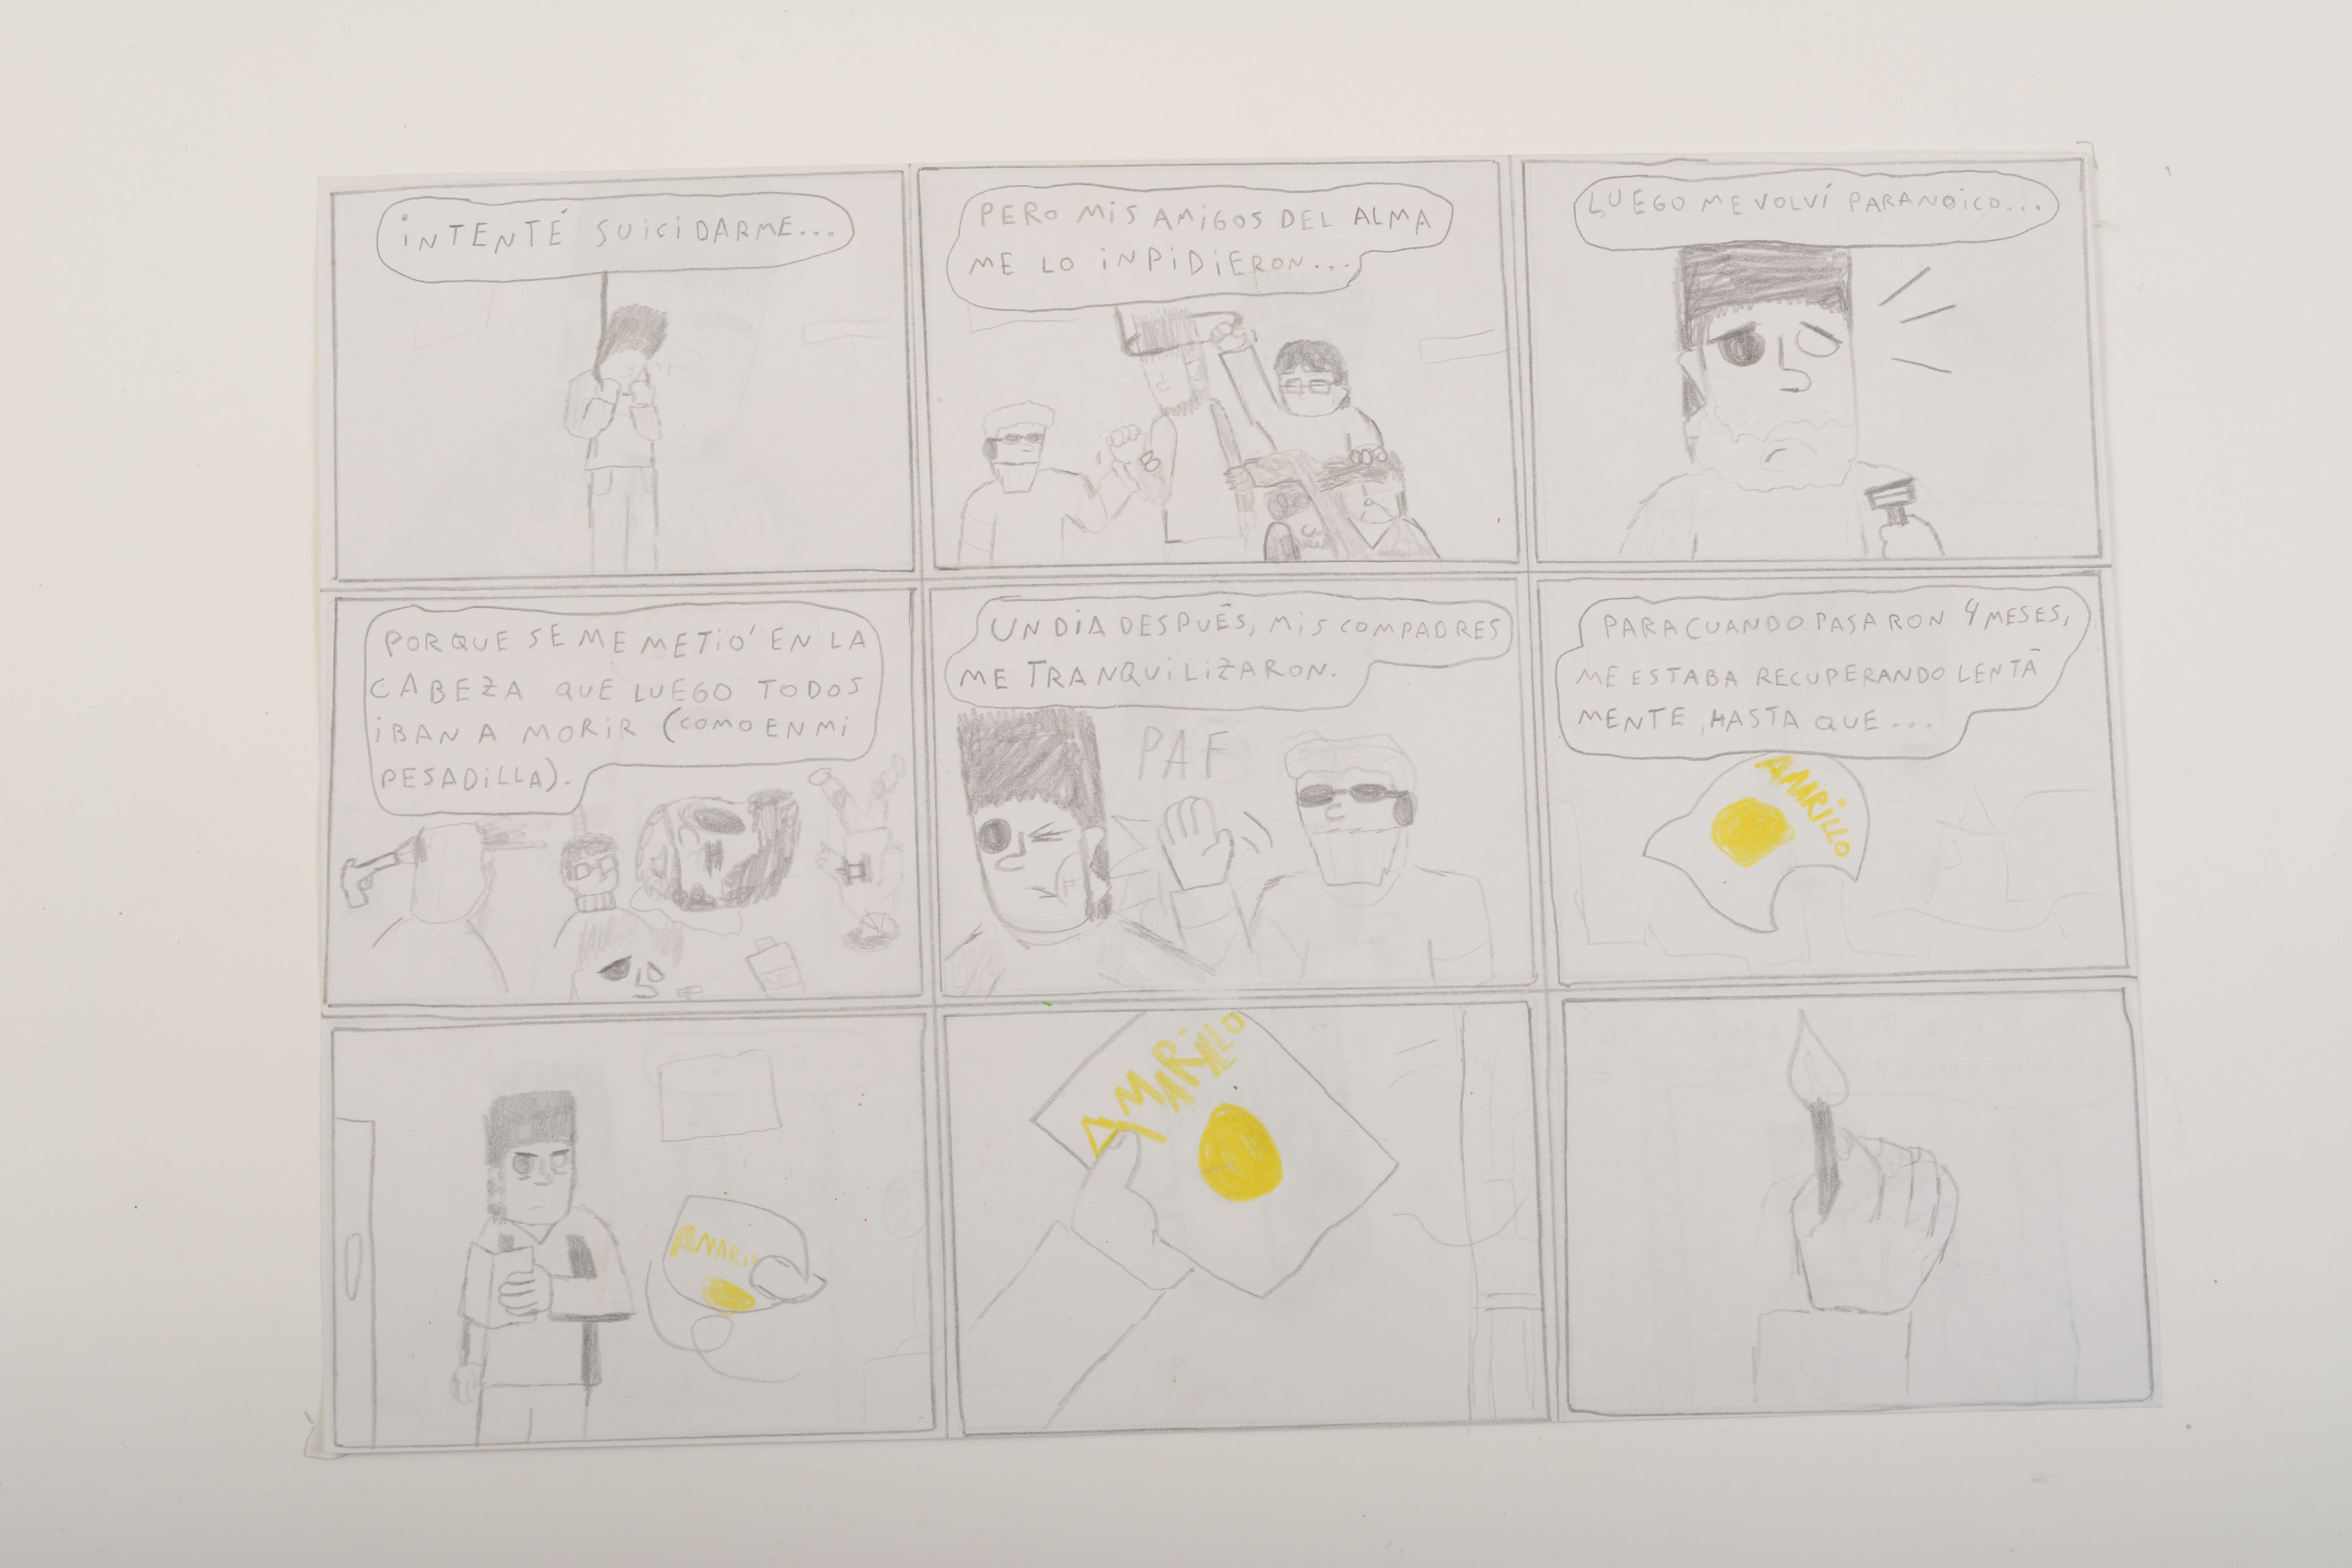 iNTENTÉ SUiCiDARME...
PERO MiS AMiGOS DEL ALMA
ME LO iNPiDiERON...
B
LUEGO ME VOLVÍ PARANOiCO...
PORQUE SE ME METiÓ EN LA
CABEZA QUE LUEGO TODOS
iBAN A MORiR (COMO EN Mi
PESADiLLA).
UN DÍA DESPUÉS, MiS COMPADRES
ME TRANQUiLiZARON.
PAF
PARA CUANDO PASARON 4 MESES,
ME ESTABA RECUPERANDO LENTA
MENTE, HASTA QUE...
AMARiLLO
AMARi
AMARiLLO